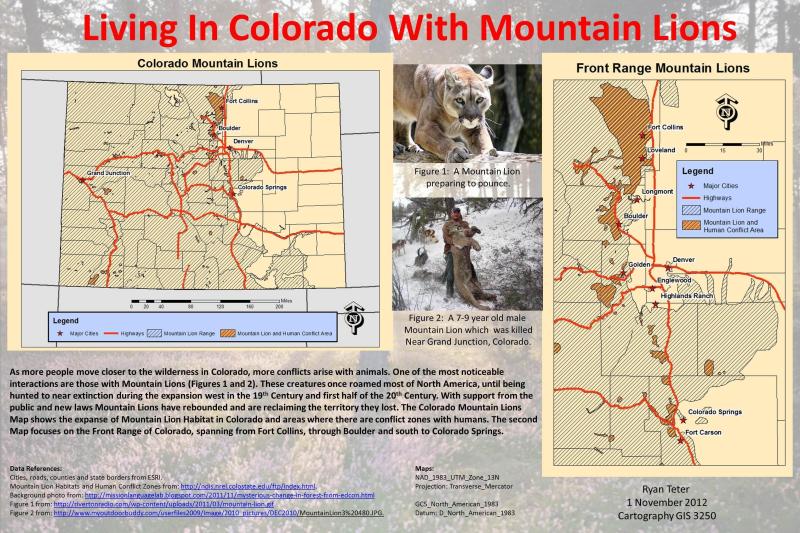 Living In Colorado With Mountain Lions
Colorado Mountain Lions
Fort Collins
Boulder
Denver
Grand Junction
Colorado Springs
Miles
0 20 40 80 120 160 200
Legend
Major Cities
Highways
Mountain Lion Range
Mountain Lion and Human Conflict Area
Figure 1: A Mountain Lion
preparing to pounce.
Figure 2: A 7-9 year old male
Mountain Lion which was killed
Near Grand Junction, Colorado.
Front Range Mountain Lions
Fort Collins
Loveland
Longmont
Boulder
Golden
Denver
Englewood
Highlands Ranch
Colorado Springs
Fort Carson
Miles
0 15 30
Legend
Major Cities
Highways
Mountain Lion Range
Mountain Lion and
Human Conflict Area
As more people move closer to the wilderness in Colorado, more conflicts arise with animals. One of the most noticeable
interactions are those with Mountain Lions (Figures 1 and 2). These creatures once roamed most of North America, until being
hunted to near extinction during the expansion west in the 19th Century and first half of the 20th Century. With support from the
public and new laws Mountain Lions have rebounded and are reclaiming the territory they lost. The Colorado Mountain Lions
Map shows the expanse of Mountain Lion Habitat in Colorado and areas where there are conflict zones with humans. The second
Map focuses on the Front Range of Colorado, spanning from Fort Collins, through Boulder and south to Colorado Springs.
Data References:
Cities, roads, counties and state borders from ESRI.
Mountain Lion Habitats and Human Conflict Zones from: http://ndis.nrel.colostate.edu/ftp/index.html.
Background photo from: http://missionlanguagelab.blogspot.com/2011/11/mysterious-change-in-forest-from-edcon.html
Figure 1 from: http://rivertonradio.com/wp-content/uploads/2011/03/mountain-lion.gif
Figure 2 from: http://www.myoutdoorbuddy.com/userfiles2009/Image/2010_pictures/DEC2010/MountainLion3%20480.JPG.
Maps:
NAD_1983_UTM_Zone_13N
Projection: Transverse_Mercator
GCS_North_American_1983
Datum: D_North_American_1983
Ryan Teter
1 November 2012
Cartography GIS 3250